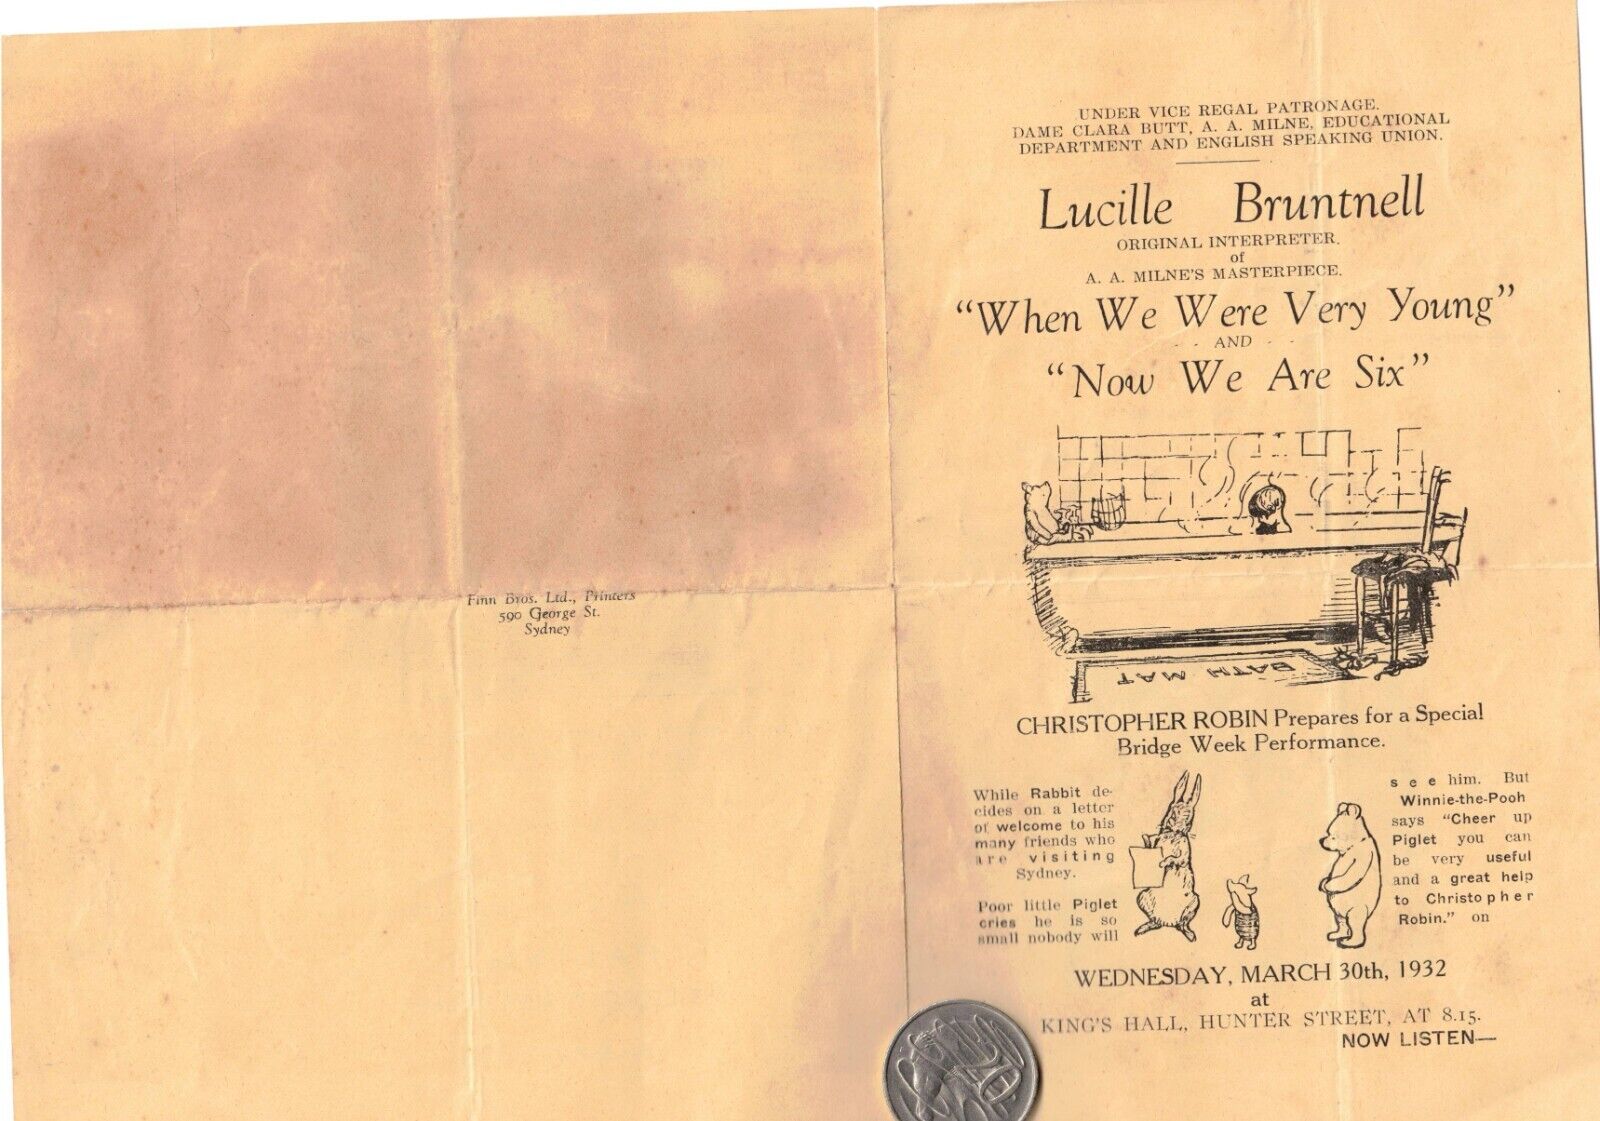 Finn Bros. Ltd., Printers
590 George St.
Sydney
UNDER VICE REGAL PATRONAGE.
DAME CLARA BUTT, A. A. MILNE, EDUCATIONAL
DEPARTMENT AND ENGLISH SPEAKING UNION.
Lucille Bruntnell
ORIGINAL INTERPRETER.
of
A. A. MILNE'S MASTERPIECE.
"When We Were Very Young"
- - AND - -
"Now We Are Six"
BATH MAT
CHRISTOPHER ROBIN Prepares for a Special
Bridge Week Performance.
While Rabbit de-
cides on a letter
of welcome to his
many friends who
are visiting
Sydney.
Poor little Piglet
cries he is so
small nobody will
see him. But
Winnie-the-Pooh
says "Cheer up
Piglet you can
be very useful
and a great help
to Christopher
Robin." on
WEDNESDAY, MARCH 30th, 1932
at
KING'S HALL, HUNTER STREET, AT 8.15.
NOW LISTEN—